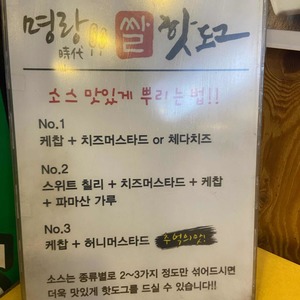 명랑 時代 !! 쌀 핫도그
소스 맛있게 뿌리는 법!!
No.1
케찹 + 치즈머스타드 or 체다치즈
No.2
스위트 칠리 + 치즈머스타드 + 케찹
+ 파마산 가루
No.3
케찹 + 허니머스타드 추억의맛!
소스는 종류별로 2~3가지 정도만 섞어드시면
더욱 맛있게 핫도그를 드실 수 있습니다!!